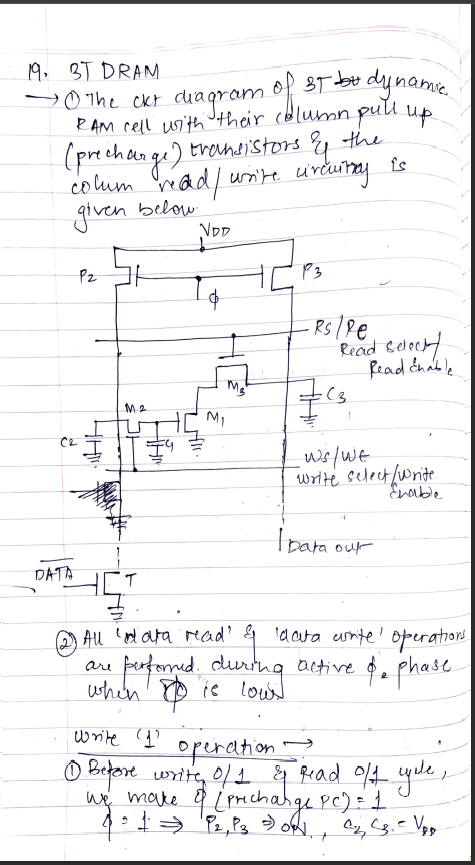 19. 3T DRAM
→ ① The ckt diagram of 3T dynamic
RAM cell with their column pull up
(precharge) transistors & the
colum read/write circuitry is
given below.
VDD
P2
P3
ϕ
RS/Re
Read select/
Read Enable
M3
C3
M2
M1
C2
C1
WS/WE
write select/write
Enable
Data out
DATA
T
② All 'data read' & 'data write' operations
are perfomed during active ϕ2 phase
when ϕ is low
write '1' operation →
① Before write 0/1 & Read 0/1 cycle,
we make ϕ (precharge PC) = 1
ϕ = 1 ⇒ P2, P3 ⇒ ON, C2, C3 = VDD